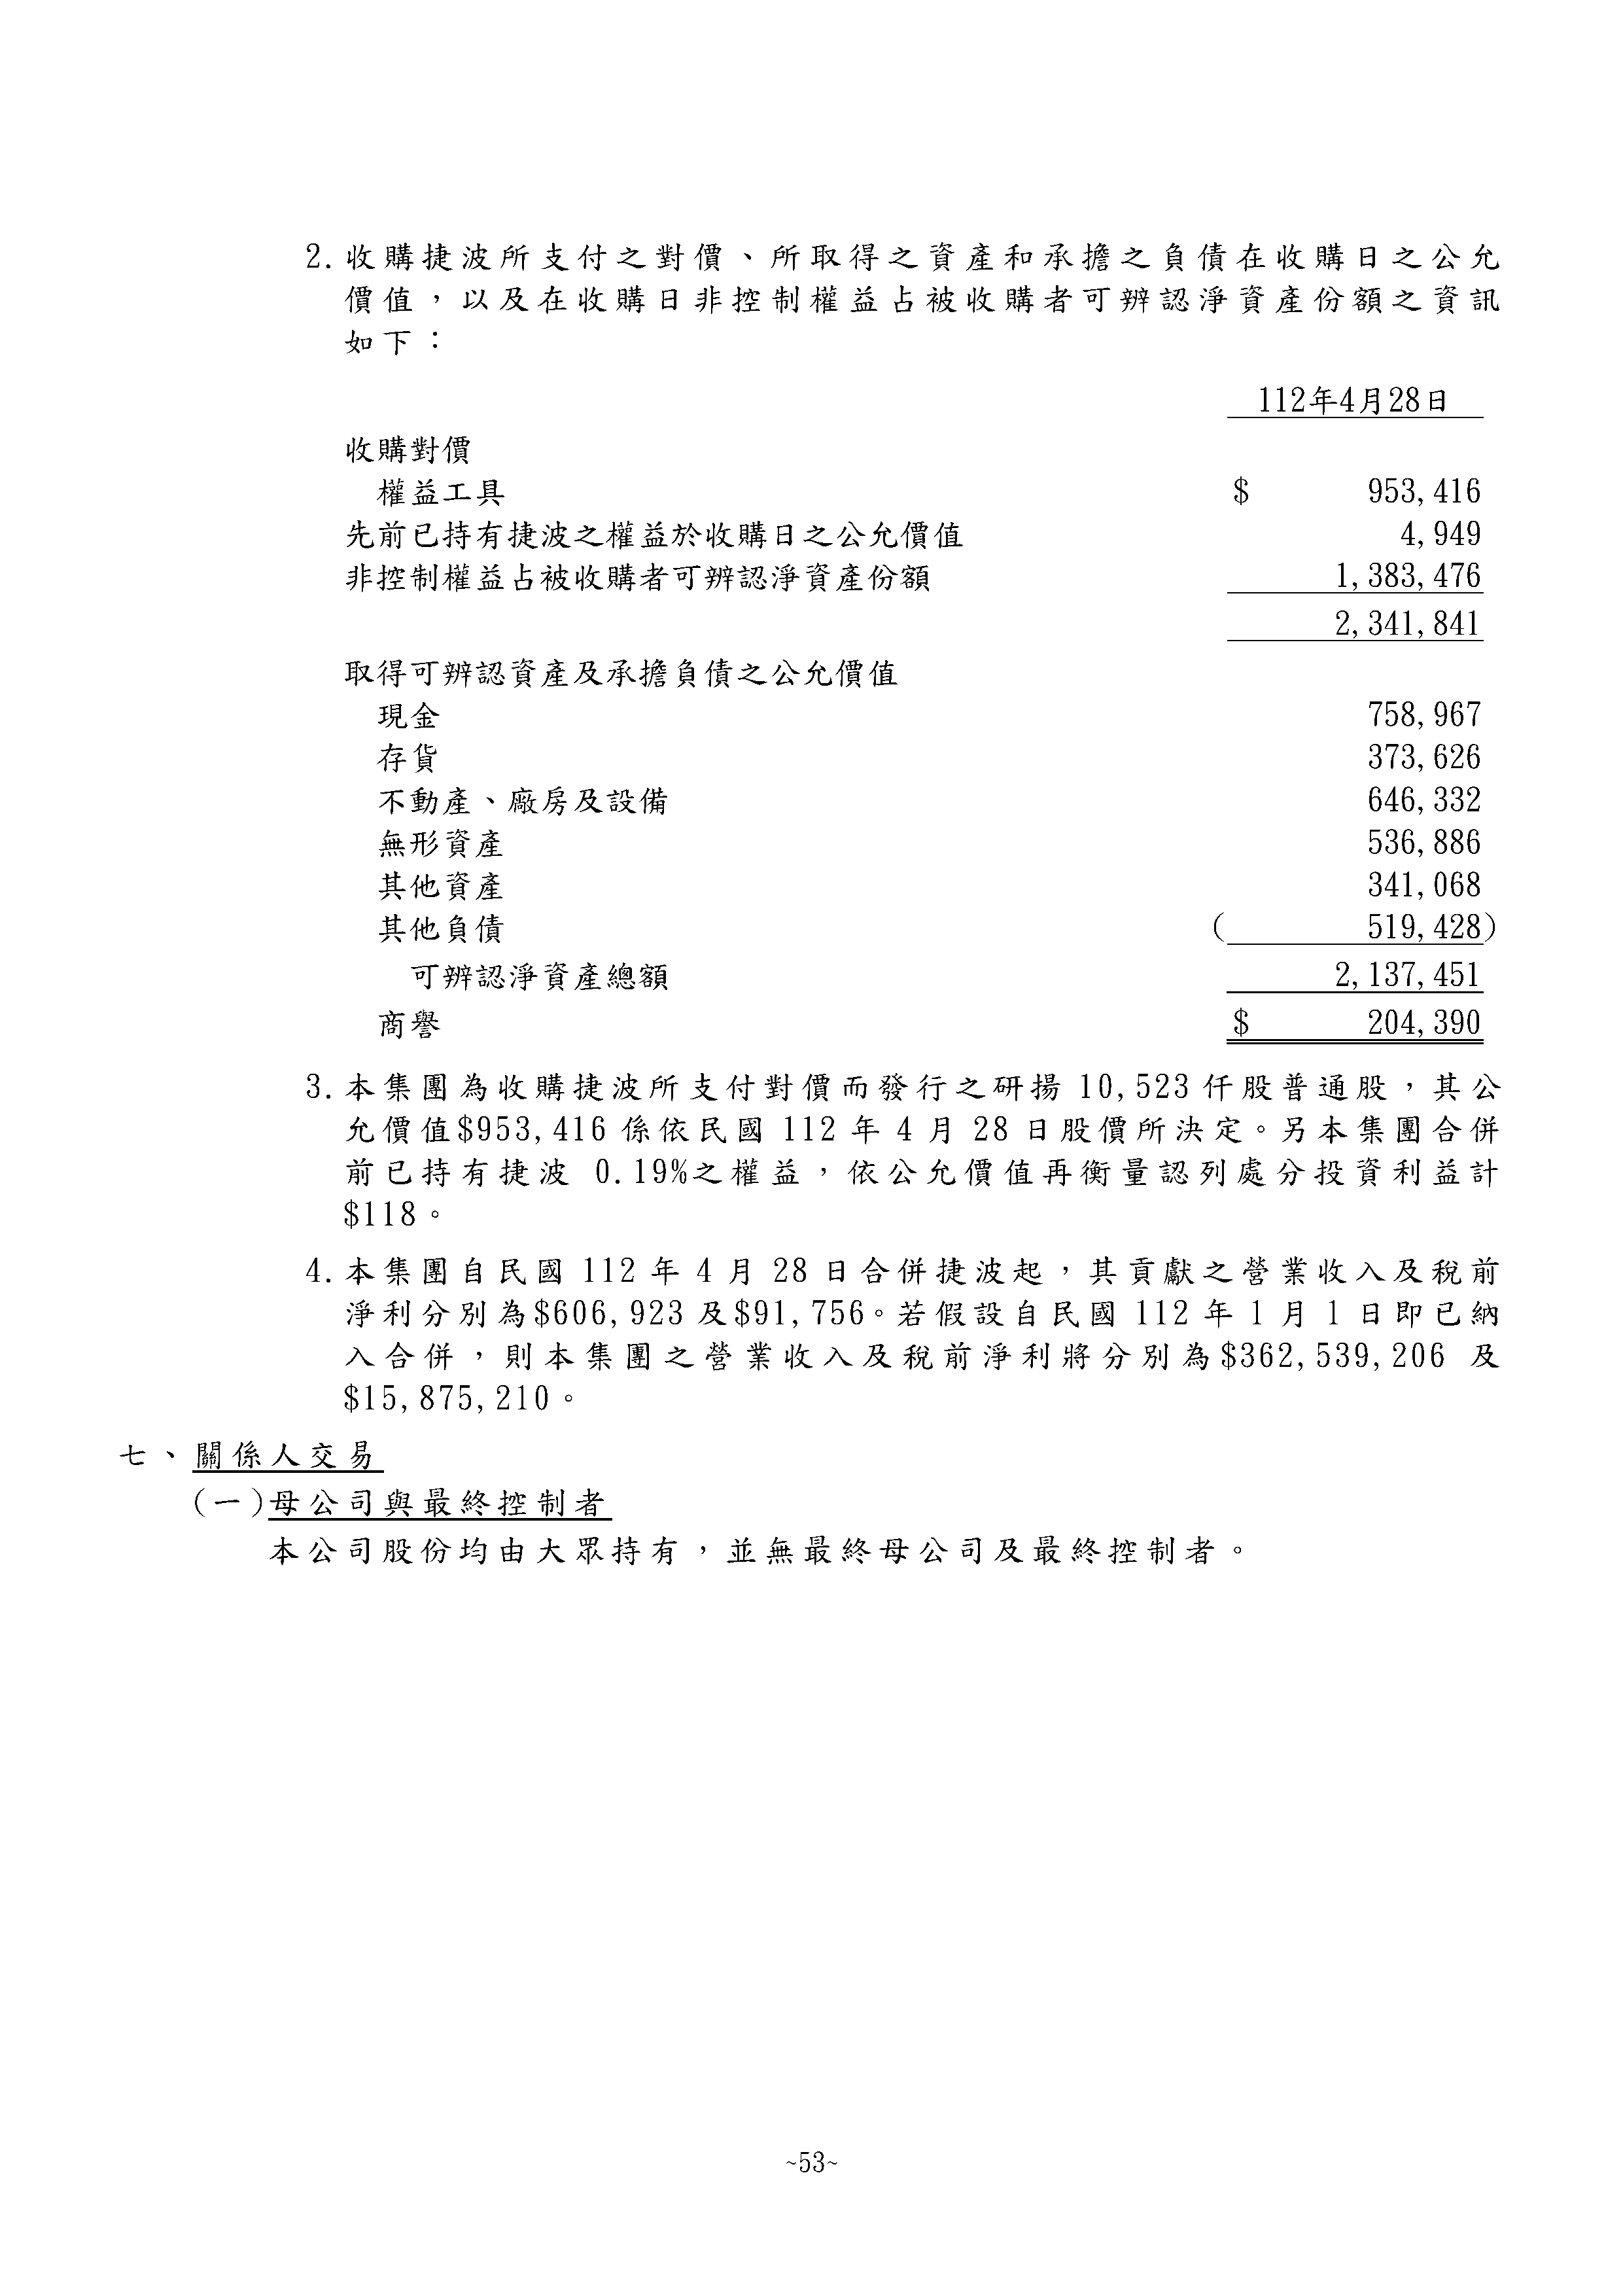 2.收購捷波所支付之對價、所取得之資產和承擔之負債在收購日之公允
價值，以及在收購日非控制權益占被收購者可辨認淨資產份額之資訊
如下：
112年4月28日
收購對價
權益工具 $ 953,416
先前已持有捷波之權益於收購日之公允價值 4,949
非控制權益占被收購者可辨認淨資產份額 1,383,476
2,341,841
取得可辨認資產及承擔負債之公允價值
現金 758,967
存貨 373,626
不動產、廠房及設備 646,332
無形資產 536,886
其他資產 341,068
其他負債 ( 519,428)
可辨認淨資產總額 2,137,451
商譽 $ 204,390
3.本集團為收購捷波所支付對價而發行之研揚 10,523 仟股普通股，其公
允價值$953,416 係依民國 112 年 4 月 28 日股價所決定。另本集團合併
前已持有捷波 0.19%之權益，依公允價值再衡量認列處分投資利益計
$118。
4.本集團自民國 112 年 4 月 28 日合併捷波起，其貢獻之營業收入及稅前
淨利分別為$606,923 及$91,756。若假設自民國 112 年 1 月 1 日即已納
入合併，則本集團之營業收入及稅前淨利將分別為$362,539,206 及
$15,875,210。
七、關係人交易
(一)母公司與最終控制者
本公司股份均由大眾持有，並無最終母公司及最終控制者。
~53~